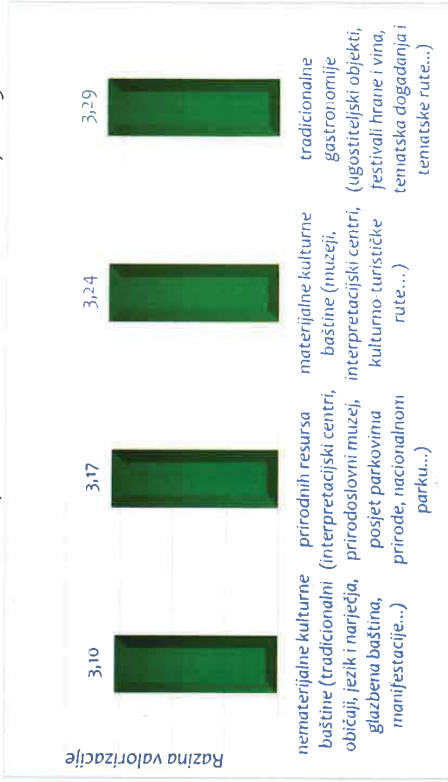 Razina valorizacije
3,10
3,17
3,24
3,29
nematerijalne kulturne
baštine (tradicionalni
običaji, jezik i narječja,
glazbena baština,
manifestacije...)
prirodnih resursa
(interpretacijski centri,
prirodoslovni muzej,
posjet parkovima
prirode, nacionalnom
parku...)
materijalne kulturne
baštine (muzeji,
interpretacijski centri,
kulturno-turističke
rute...)
tradicionalne
gastronomije
(ugostiteljski objekti,
festivali hrane i vina,
tematska događanja i
tematske rute...)